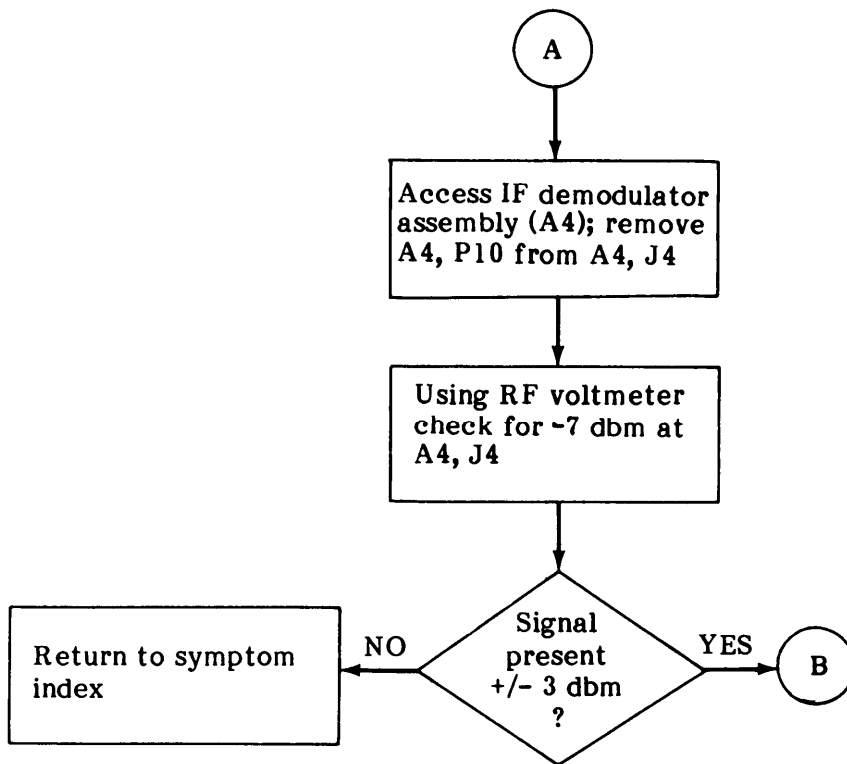 A
Access IF demodulator
assembly (A4); remove
A4, P10 from A4, J4
Using RF voltmeter
check for -7 dbm at
A4, J4
Signal
present
+/- 3 dbm
?
NO
YES
Return to symptom
index
B